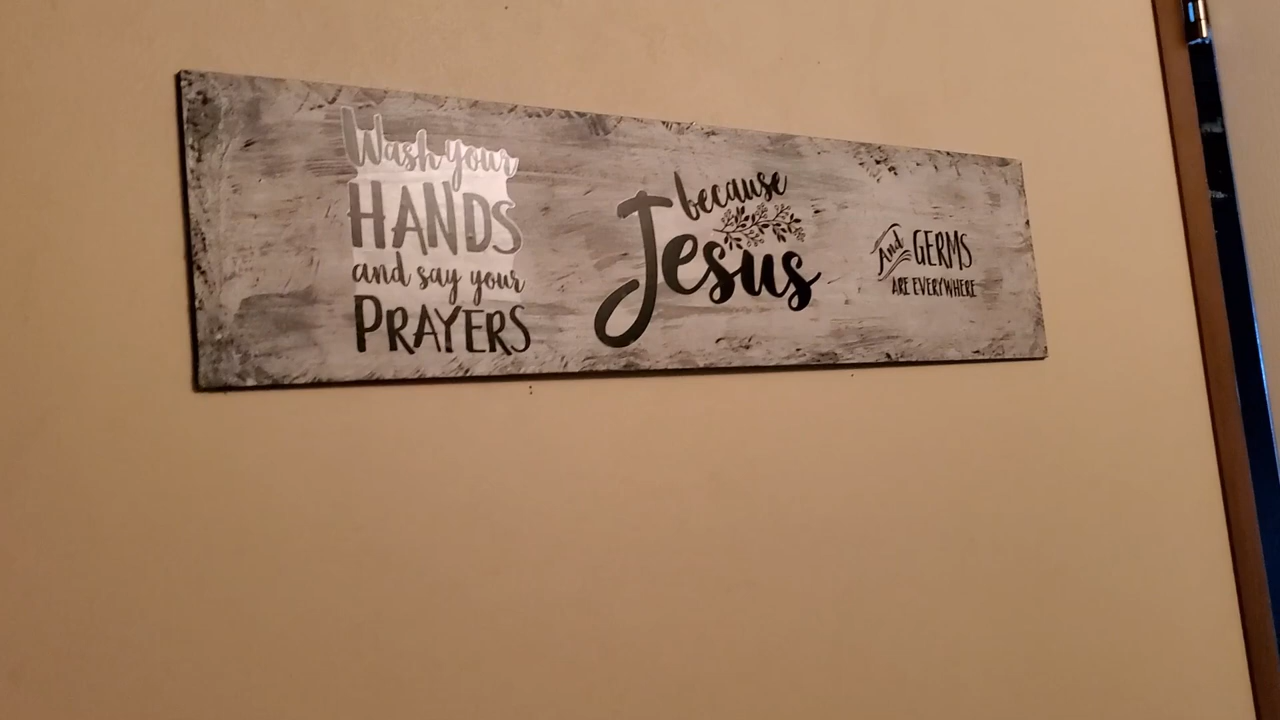 Wash your
HANDS
and say your
PRAYERS
because
Jesus
And GERMS
ARE EVERYWHERE